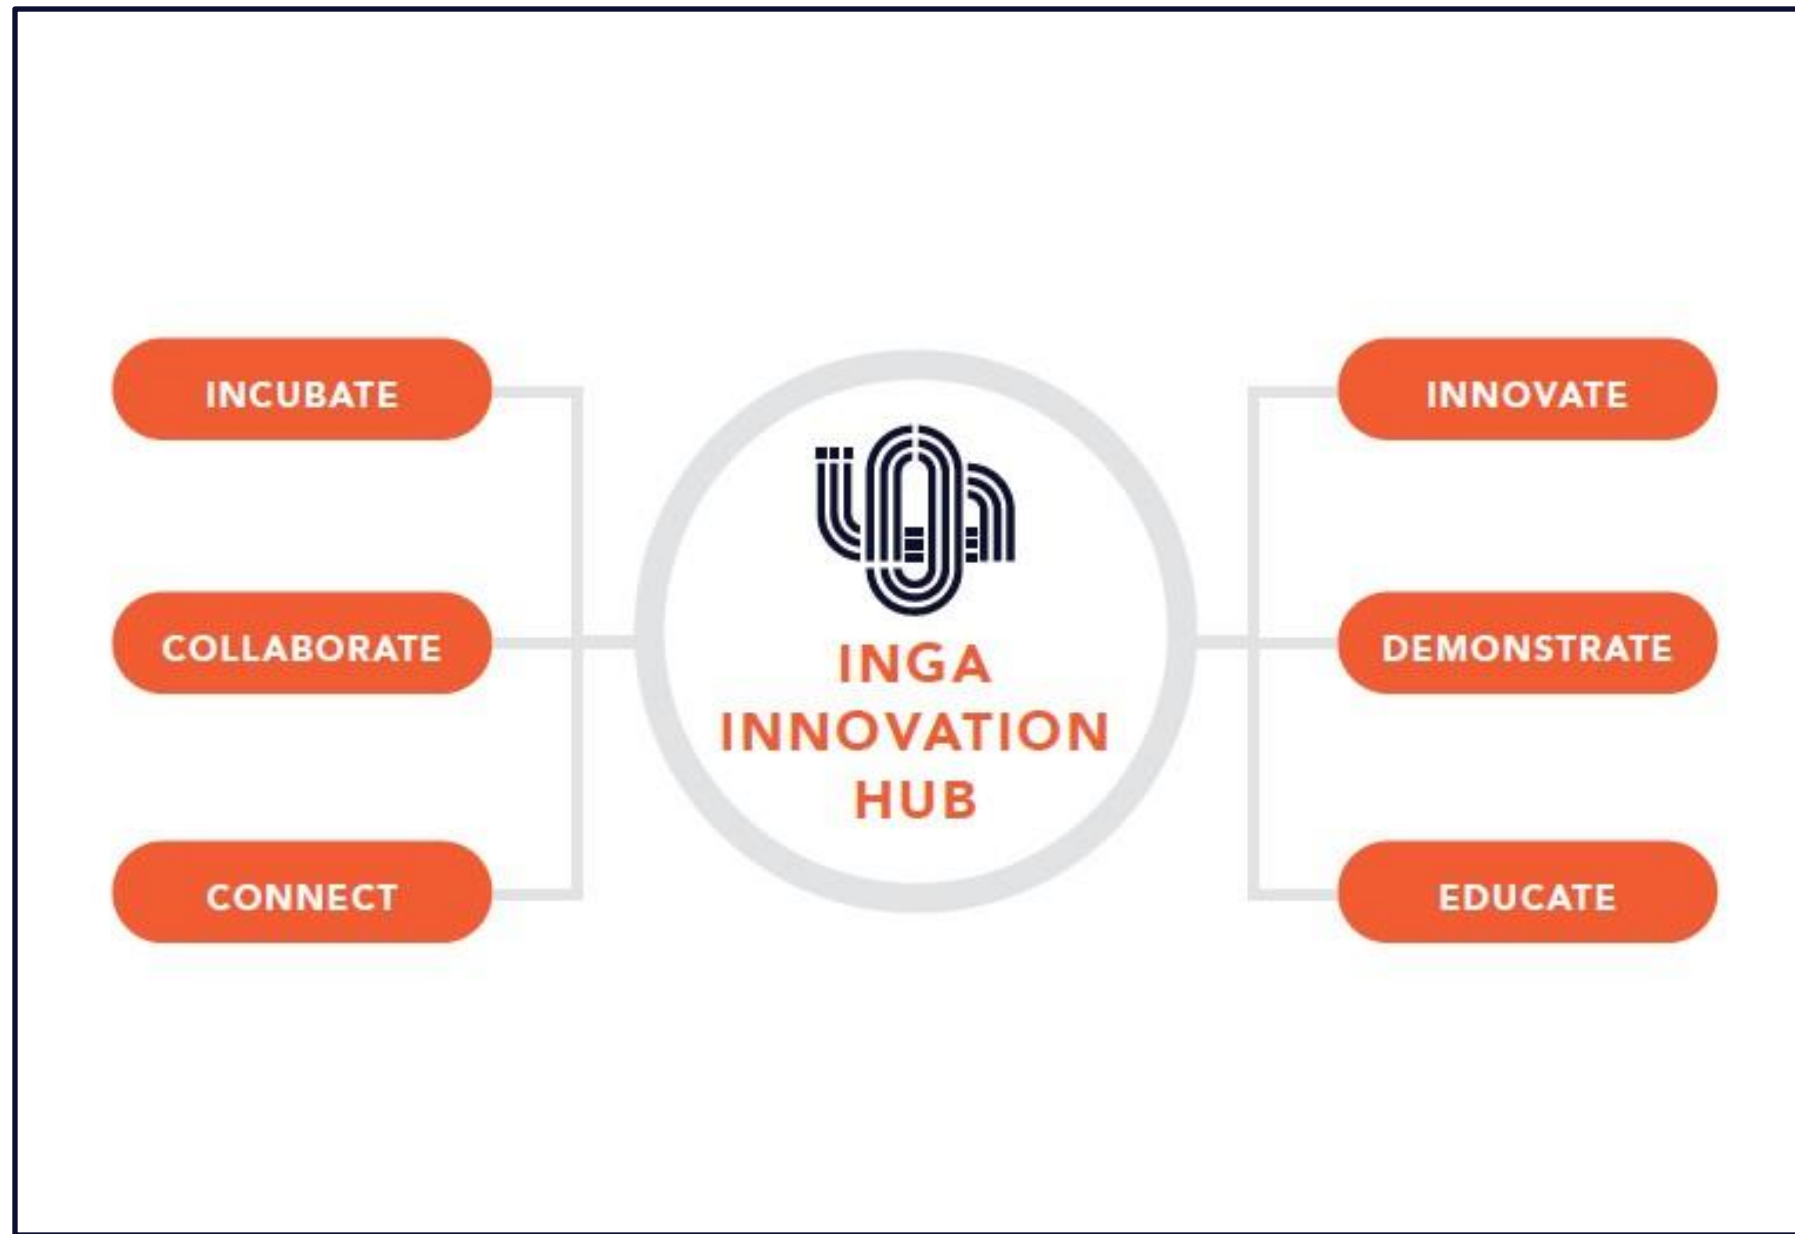 INCUBATE
COLLABORATE
CONNECT
INGA
INNOVATION
HUB
INNOVATE
DEMONSTRATE
EDUCATE